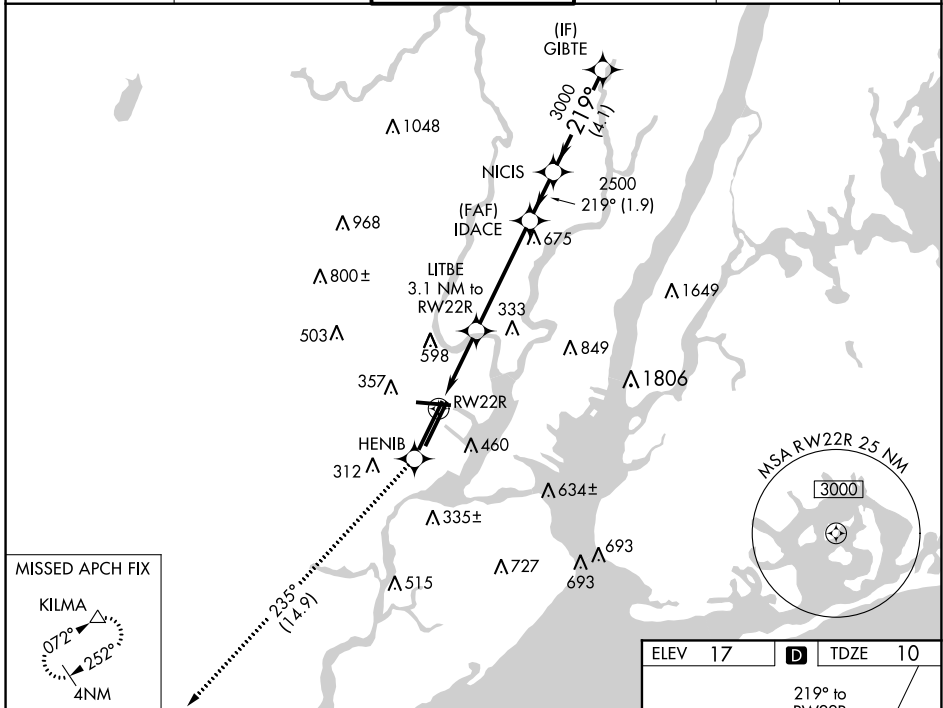 (IF)
GIBTE
3000
219°
(4.1)
1048
NICIS
2500
219° (1.9)
(FAF)
IDACE
968
675
LITBE
3.1 NM to
RW22R
800±
1649
333
503
598
849
357
1806
RW22R
HENIB
460
312
MSA RW22R 25 NM
3000
634±
335±
693
727
693
515
235°
(14.9)
MISSED APCH FIX
KILMA
072°
252°
4NM
ELEV 17 D TDZE 10
219° to
RW22R